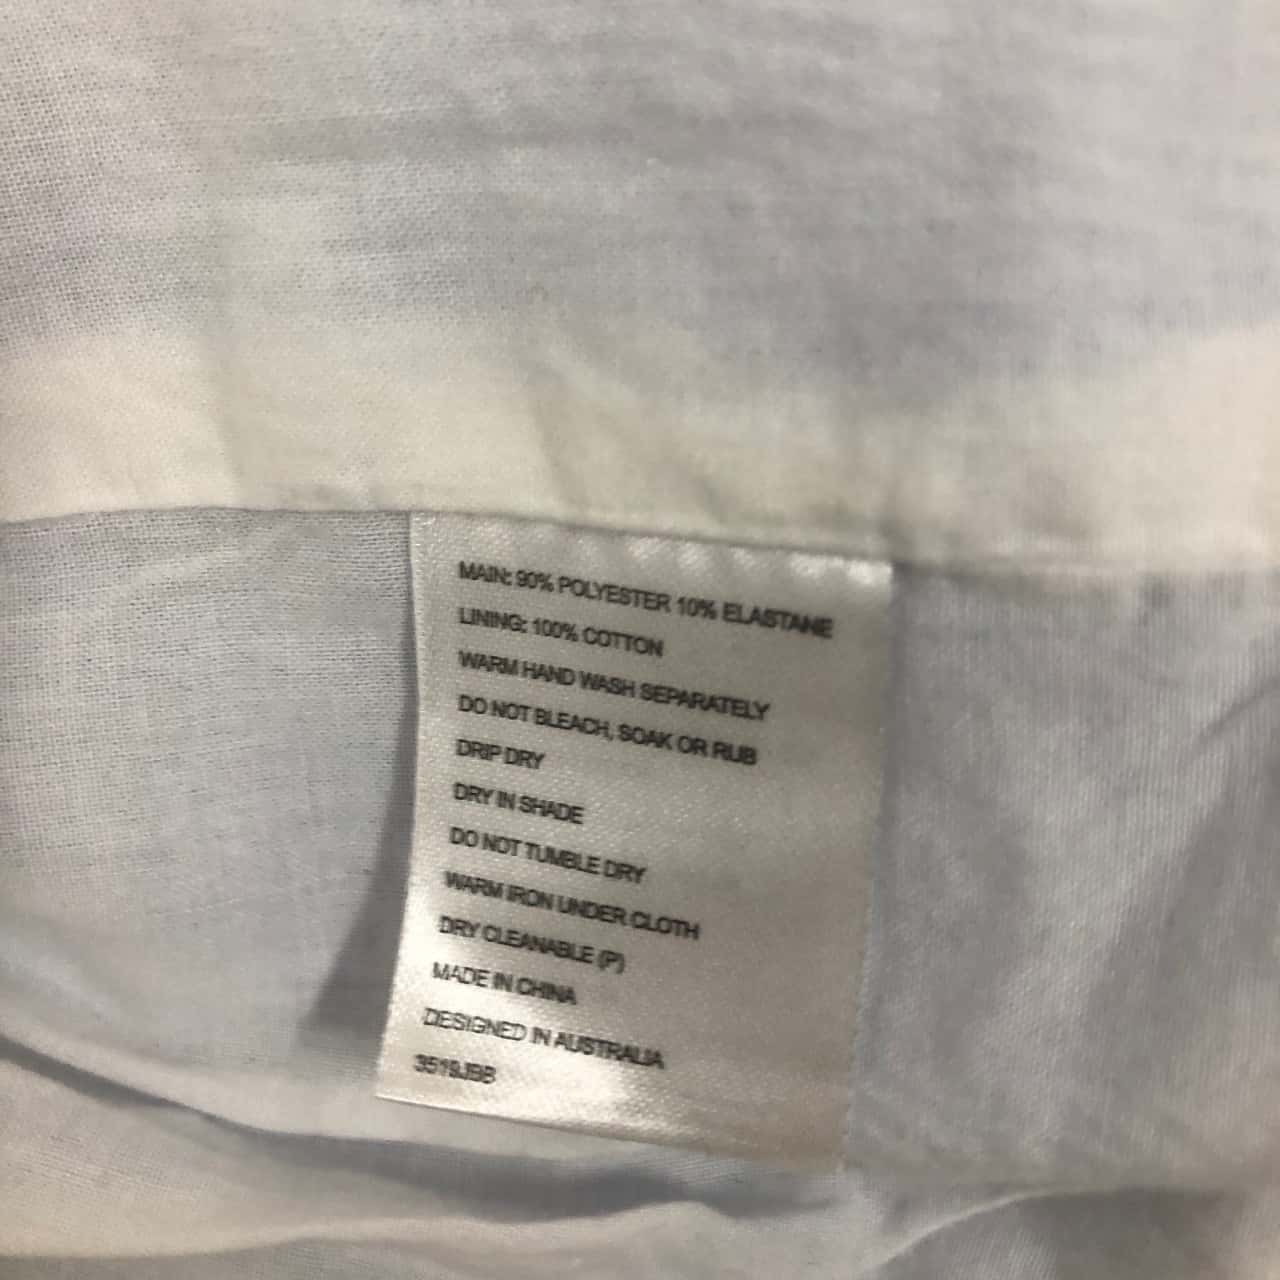 MAIN: 90% POLYESTER 10% ELASTANE
LINING: 100% COTTON
WARM HAND WASH SEPARATELY
DO NOT BLEACH, SOAK OR RUB
DRIP DRY
DRY IN SHADE
DO NOT TUMBLE DRY
WARM IRON UNDER CLOTH
DRY CLEANABLE (P)
MADE IN CHINA
DESIGNED IN AUSTRALIA
3519JBB